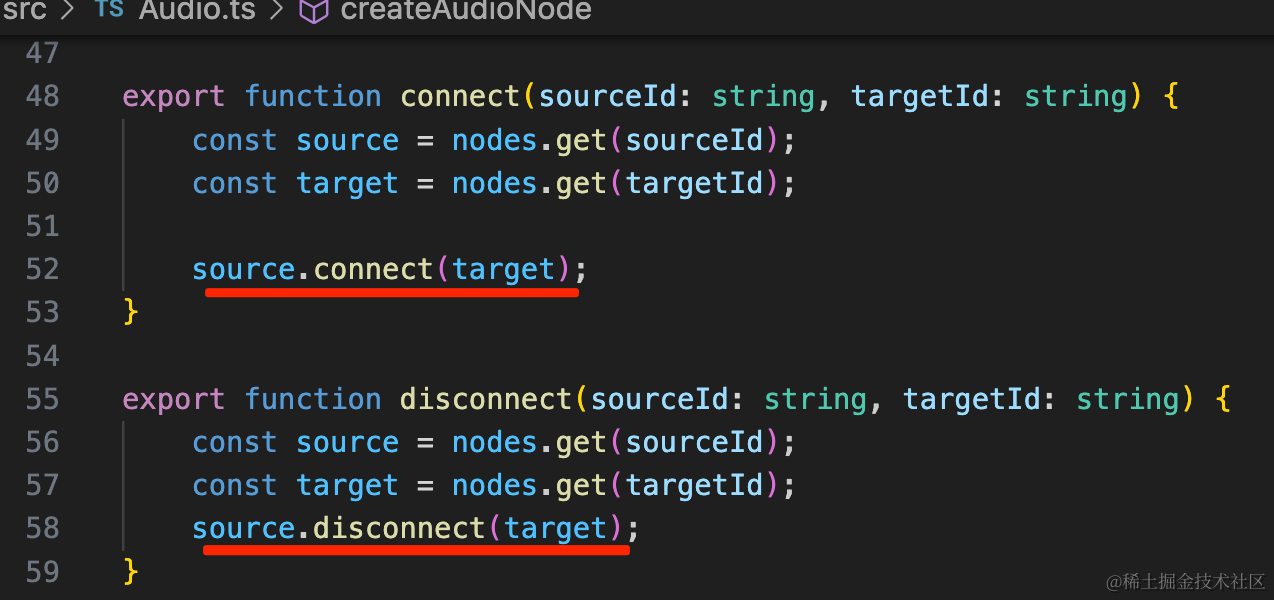 src > TS Audio.ts > createAudioNode
47
48 export function connect(sourceId: string, targetId: string) {
49 const source = nodes.get(sourceId);
50 const target = nodes.get(targetId);
51
52 source.connect(target);
53 }
54
55 export function disconnect(sourceId: string, targetId: string) {
56 const source = nodes.get(sourceId);
57 const target = nodes.get(targetId);
58 source.disconnect(target);
59 }
@稀土掘金技术社区